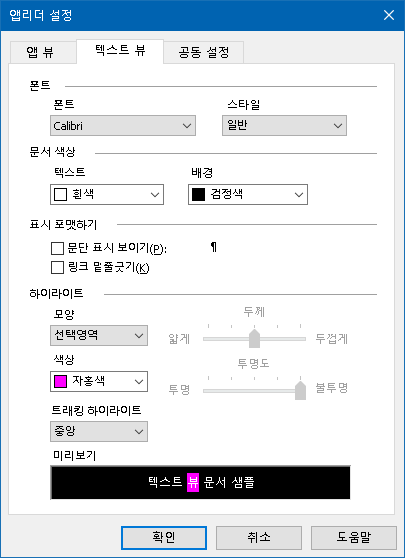 앱리더 설정
앱 뷰 텍스트 뷰 공동 설정
폰트
폰트 스타일
Calibri 일반
문서 색상
텍스트 배경
흰색 검정색
표시 포맷하기
문단 표시 보이기(P): ¶
링크 밑줄긋기(K)
하이라이트
모양 두께
선택영역 얇게 두껍게
색상 투명도
자홍색 투명 불투명
트래킹 하이라이트
중앙
미리보기
텍스트 뷰 문서 샘플
확인 취소 도움말